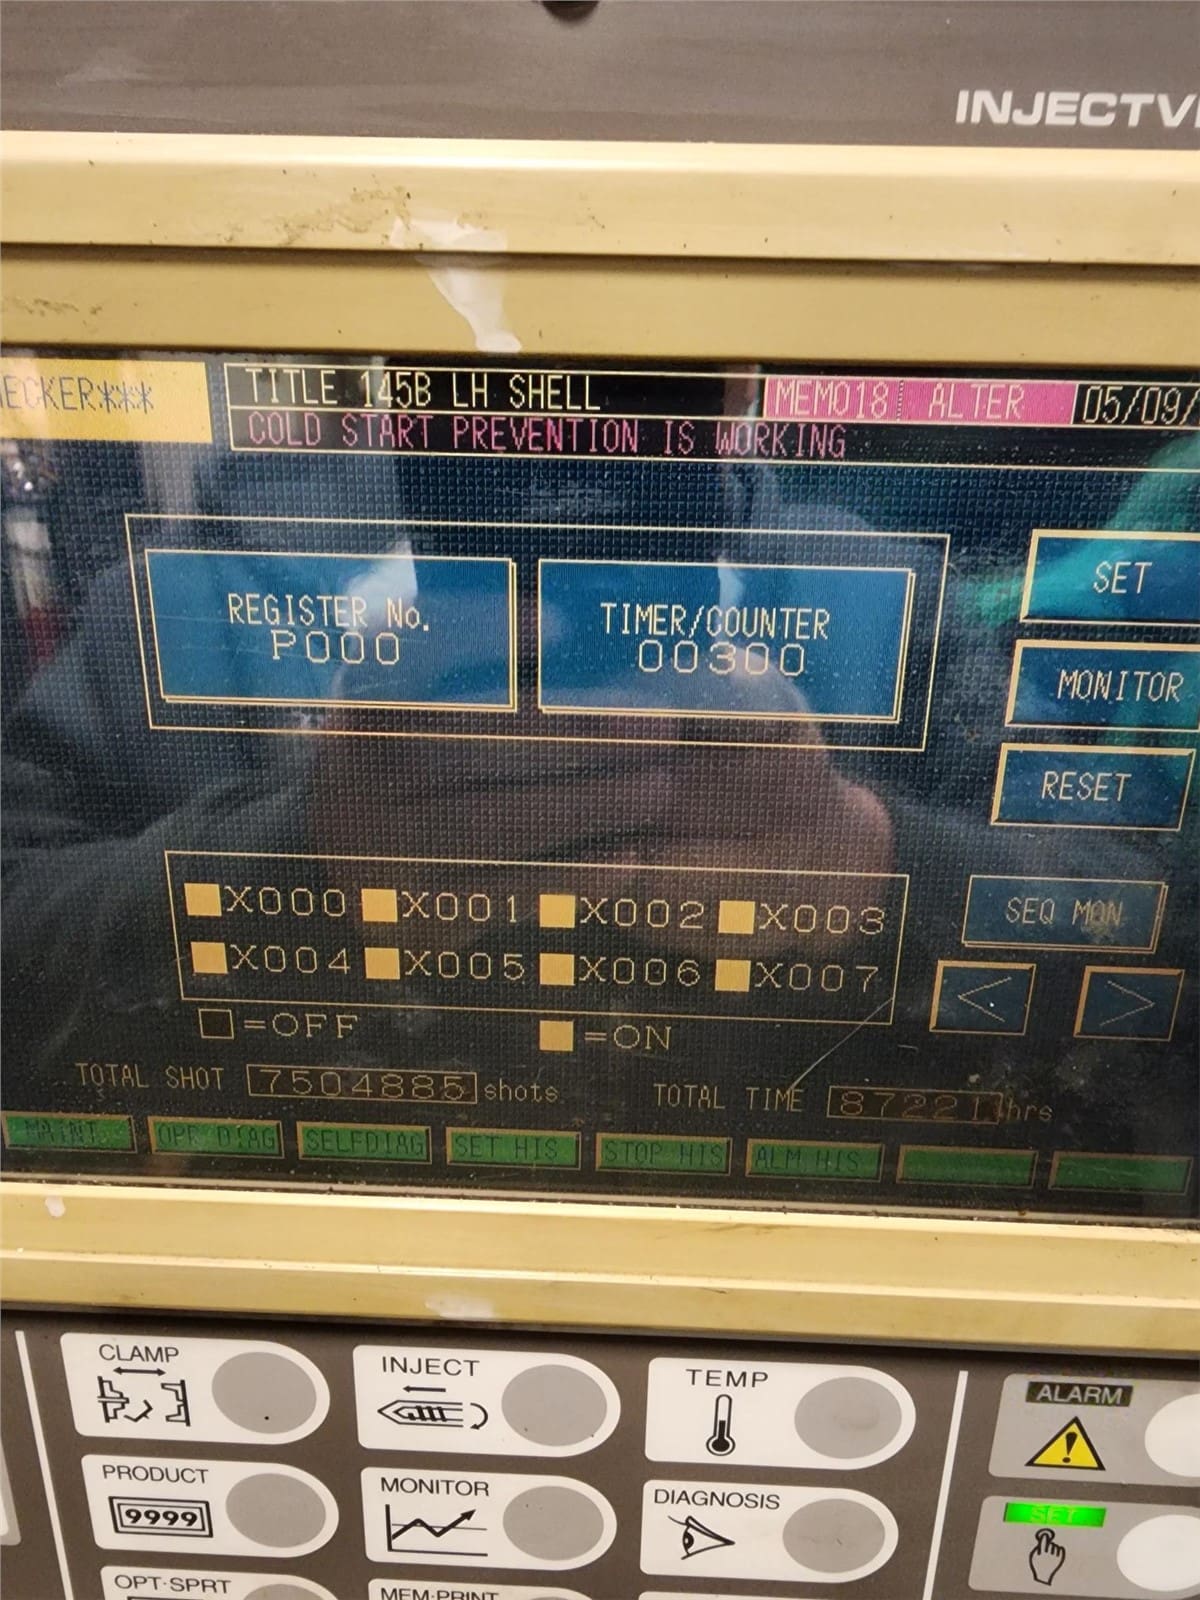 INJECTVI
ECKER***
TITLE 145B LH SHELL
MEMO18 ALTER 05/09/
COLD START PREVENTION IS WORKING
REGISTER No.
P000
TIMER/COUNTER
00300
SET
MONITOR
RESET
X000 X001 X002 X003
X004 X005 X006 X007
SEQ MON
< >
=OFF =ON
TOTAL SHOT 7504885 shots
TOTAL TIME 87221 hrs
MAINT OPE DIAG SELFDIAG SET HIS STOP HIS ALM HIS
CLAMP
INJECT
TEMP
ALARM
PRODUCT
9999
MONITOR
DIAGNOSIS
SET
OPT·SPRT
MEM·PRINT